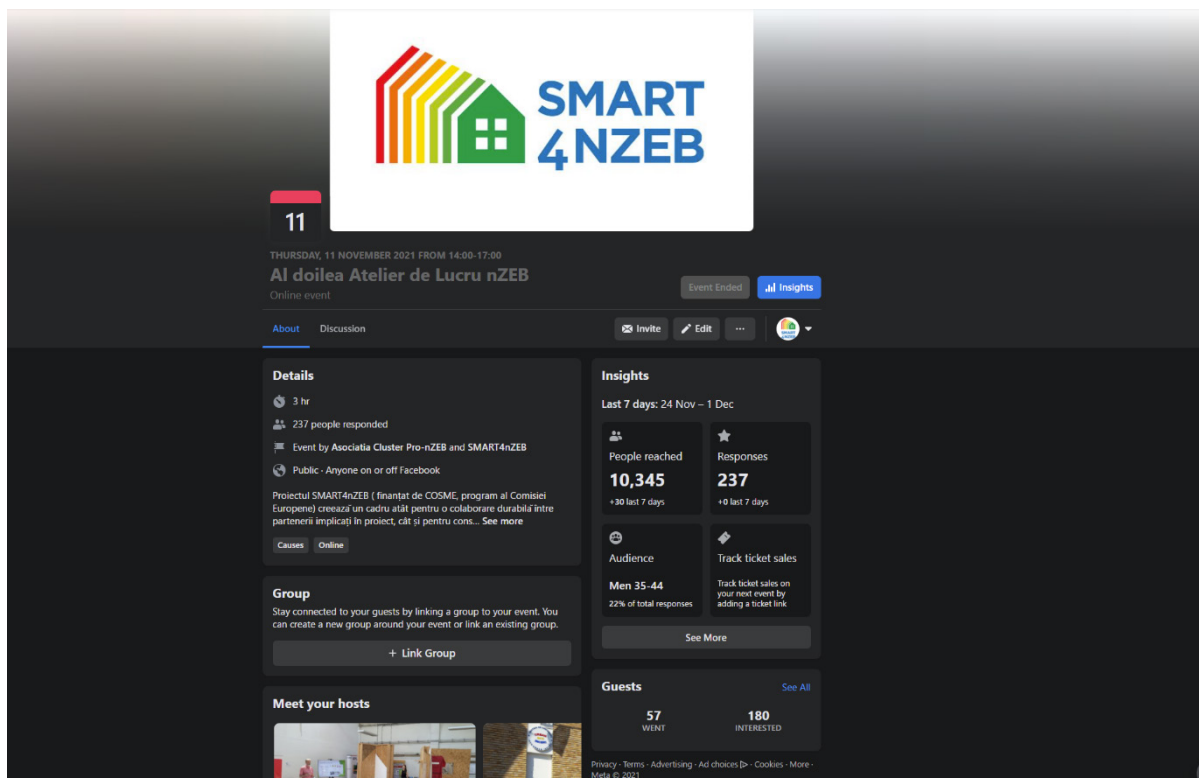 SMART
4NZEB
11
THURSDAY, 11 NOVEMBER 2021 FROM 14:00-17:00
Al doilea Atelier de Lucru nZEB
Online event
Event Ended
Insights
About Discussion
Invite Edit ...
Details
3 hr
237 people responded
Event by Asociatia Cluster Pro-nZEB and SMART4nZEB
Public · Anyone on or off Facebook
Proiectul SMART4nZEB ( finanțat de COSME, program al Comisiei
Europene) creează un cadru atât pentru o colaborare durabilă între
partenerii implicați în proiect, cât și pentru cons... See more
Causes Online
Group
Stay connected to your guests by linking a group to your event. You
can create a new group around your event or link an existing group.
+ Link Group
Meet your hosts
Insights
Last 7 days: 24 Nov – 1 Dec
People reached
10,345
+30 last 7 days
Responses
237
+0 last 7 days
Audience
Men 35-44
22% of total responses
Track ticket sales
Track ticket sales on
your next event by
adding a ticket link
See More
Guests See All
57
WENT
180
INTERESTED
Privacy · Terms · Advertising · Ad choices · Cookies · More ·
Meta © 2021